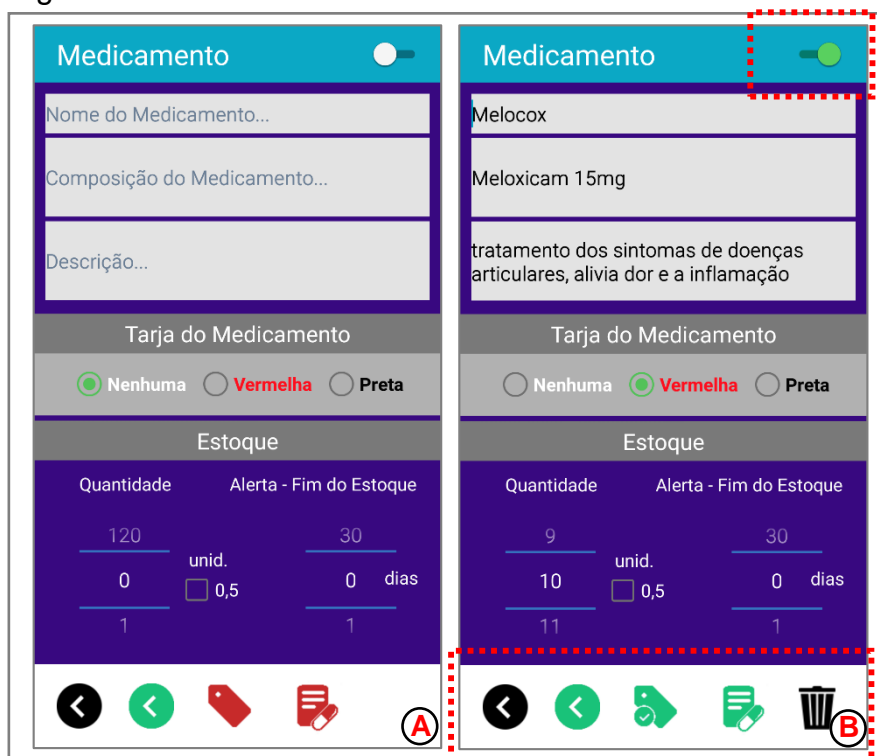 Medicamento
Nome do Medicamento...
Composição do Medicamento...
Descrição...
Tarja do Medicamento
Nenhuma Vermelha Preta
Estoque
Quantidade Alerta - Fim do Estoque
120 30
unid.
0 0,5 0 dias
1 1
A
Medicamento
Melocox
Meloxicam 15mg
tratamento dos sintomas de doenças
articulares, alivia dor e a inflamação
Tarja do Medicamento
Nenhuma Vermelha Preta
Estoque
Quantidade Alerta - Fim do Estoque
9 30
unid.
10 0,5 0 dias
11 1
B